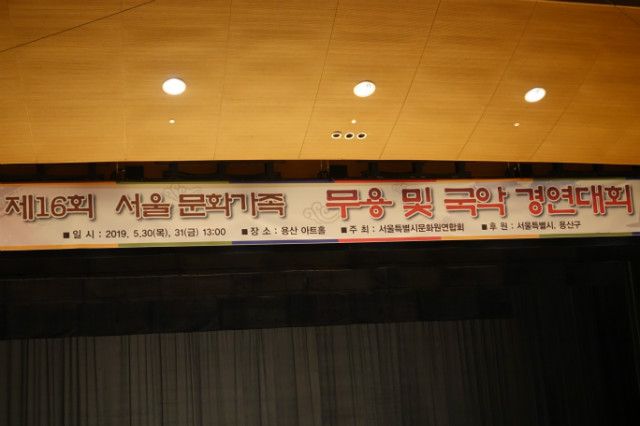 제16회 서울 문화가족 무용 및 국악 경연대회
■ 일 시 : 2019. 5.30(목), 31(금) 13:00 ■ 장 소 : 용산 아트홀 ■ 주 최 : 서울특별시문화원연합회 ■ 후 원 : 서울특별시, 용산구